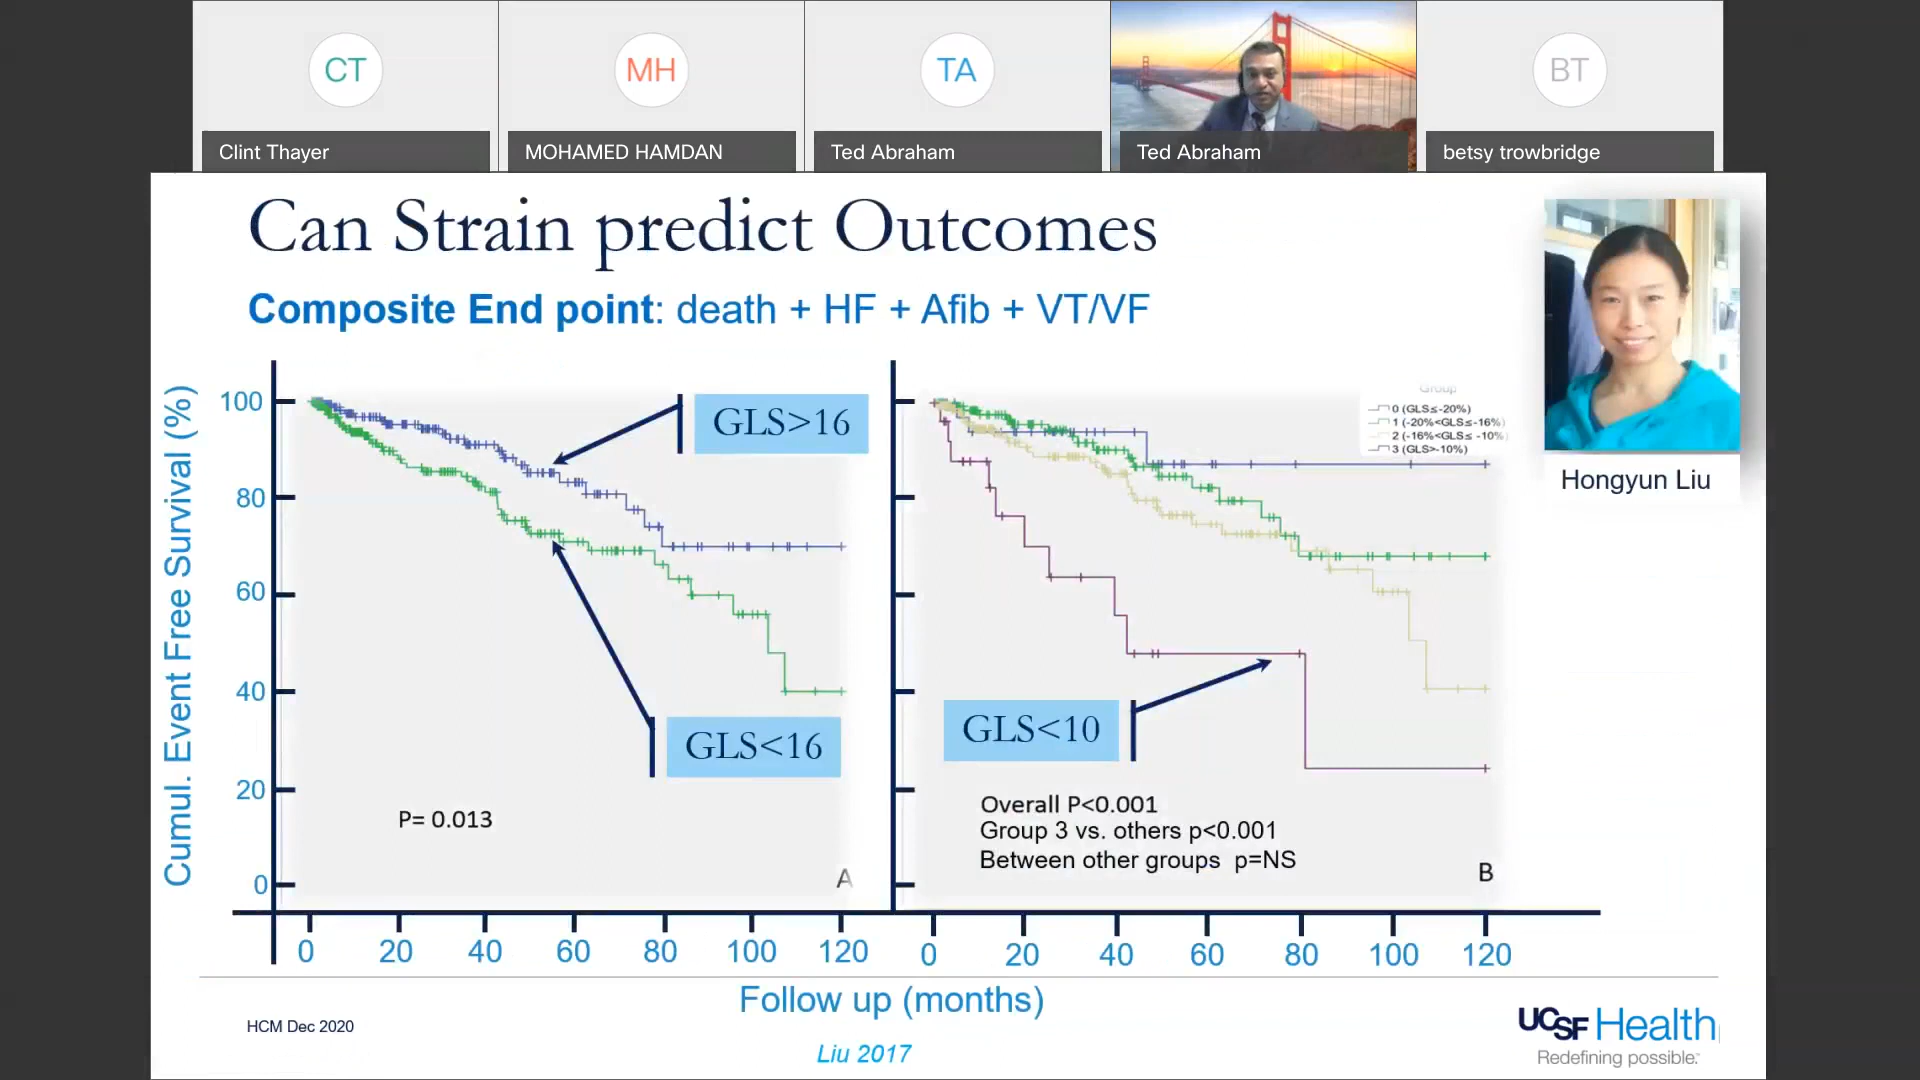 CT
MH
TA
BT
Clint Thayer
MOHAMED HAMDAN
Ted Abraham
Ted Abraham
betsy trowbridge
Can Strain predict Outcomes
Composite End point: death + HF + Afib + VT/VF
Hongyun Liu
Cumul. Event Free Survival (%)
100
80
60
40
20
0
GLS>16
GLS<16
P= 0.013
A
0 20 40 60 80 100 120
Group
0 (GLS≤-20%)
1 (-20%<GLS≤-16%)
2 (-16%<GLS≤ -10%)
3 (GLS>-10%)
GLS<10
Overall P<0.001
Group 3 vs. others p<0.001
Between other groups p=NS
B
0 20 40 60 80 100 120
Follow up (months)
HCM Dec 2020
Liu 2017
UCSF Health
Redefining possible.